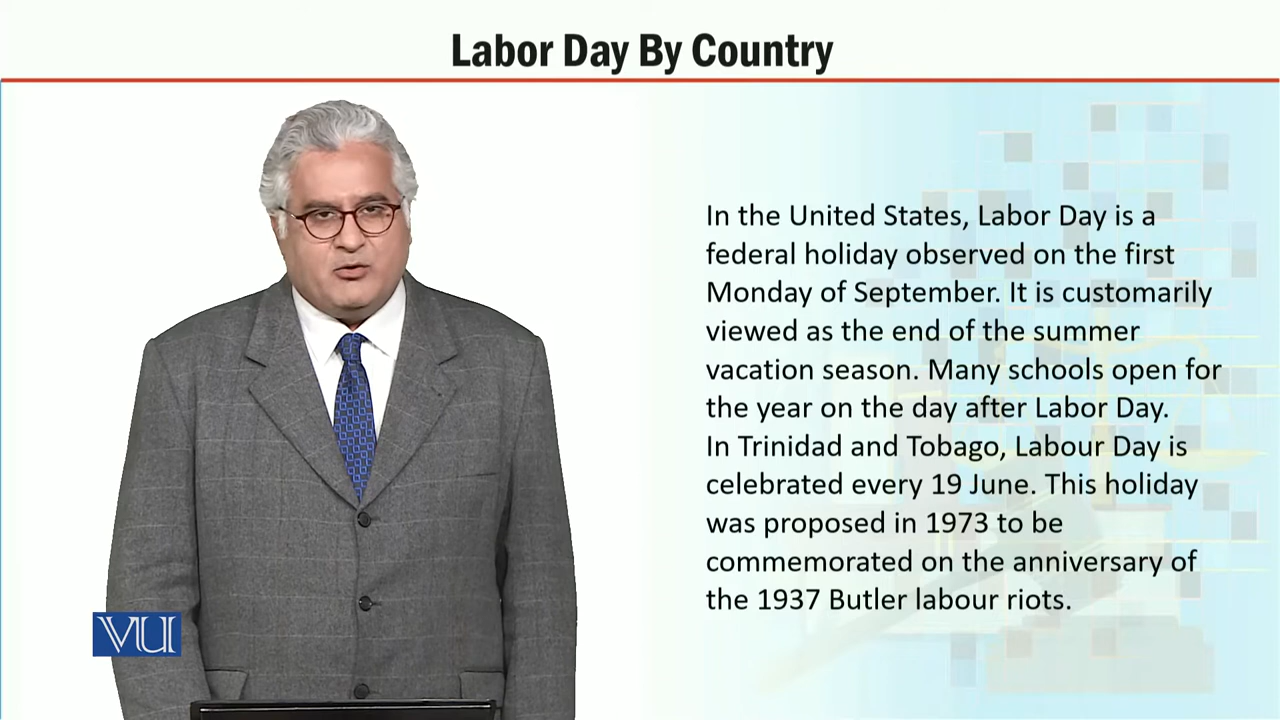 Labor Day By Country
In the United States, Labor Day is a
federal holiday observed on the first
Monday of September. It is customarily
viewed as the end of the summer
vacation season. Many schools open for
the year on the day after Labor Day.
In Trinidad and Tobago, Labour Day is
celebrated every 19 June. This holiday
was proposed in 1973 to be
commemorated on the anniversary of
the 1937 Butler labour riots.
VU